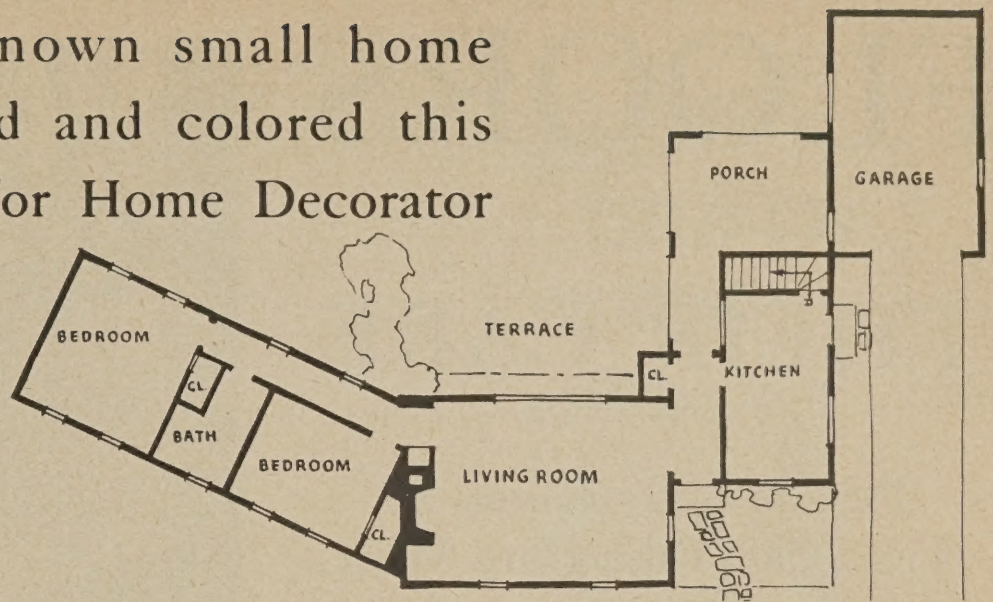 nown small home
d and colored this
or Home Decorator
PORCH
GARAGE
TERRACE
BEDROOM
CL.
KITCHEN
CL.
BATH
BEDROOM
LIVING ROOM
CL.